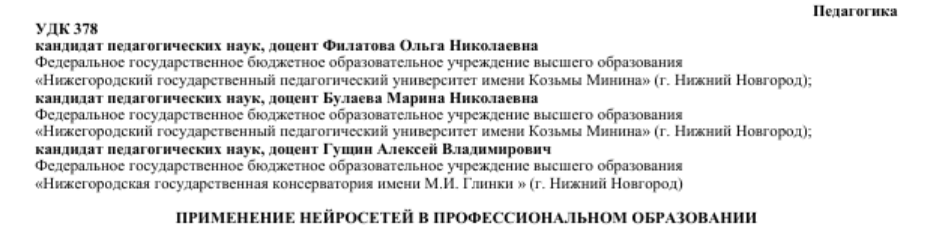 Педагогика
УДК 378
кандидат педагогических наук, доцент Филатова Ольга Николаевна
Федеральное государственное бюджетное образовательное учреждение высшего образования
«Нижегородский государственный педагогический университет имени Козьмы Минина» (г. Нижний Новгород);
кандидат педагогических наук, доцент Булаева Марина Николаевна
Федеральное государственное бюджетное образовательное учреждение высшего образования
«Нижегородский государственный педагогический университет имени Козьмы Минина» (г. Нижний Новгород);
кандидат педагогических наук, доцент Гущин Алексей Владимирович
Федеральное государственное бюджетное образовательное учреждение высшего образования
«Нижегородская государственная консерватория имени М.И. Глинки » (г. Нижний Новгород)
ПРИМЕНЕНИЕ НЕЙРОСЕТЕЙ В ПРОФЕССИОНАЛЬНОМ ОБРАЗОВАНИИ